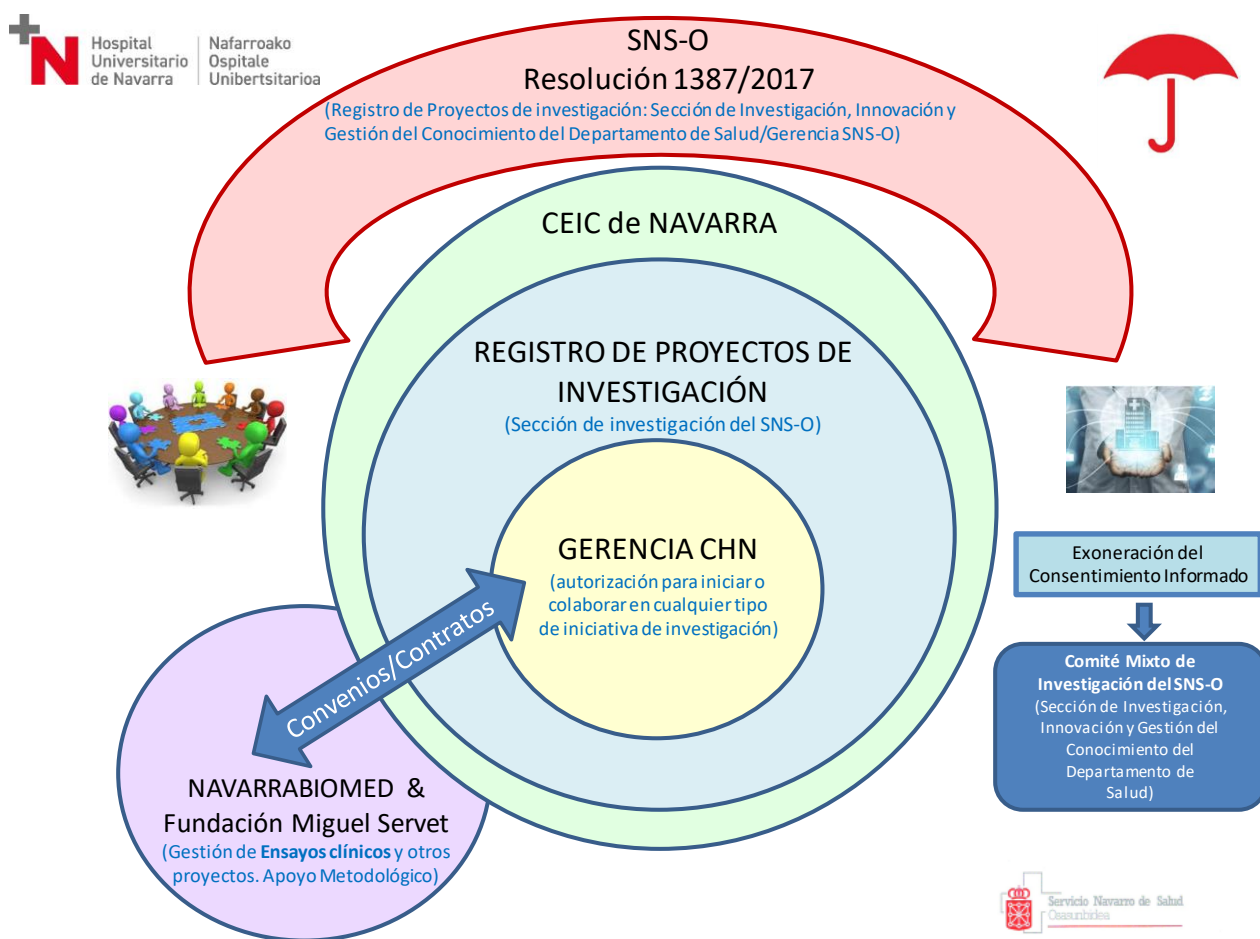 Hospital
Universitario
de Navarra
Nafarroako
Ospitale
Unibertsitarioa
SNS-O
Resolución 1387/2017
(Registro de Proyectos de investigación: Sección de Investigación, Innovación y
Gestión del Conocimiento del Departamento de Salud/Gerencia SNS-O)
CEIC de NAVARRA
REGISTRO DE PROYECTOS DE
INVESTIGACIÓN
(Sección de investigación del SNS-O)
GERENCIA CHN
(autorización para iniciar o
colaborar en cualquier tipo
de iniciativa de investigación)
Convenios/Contratos
NAVARRABIOMED &
Fundación Miguel Servet
(Gestión de Ensayos clínicos y otros
proyectos. Apoyo Metodológico)
Exoneración del
Consentimiento Informado
Comité Mixto de
Investigación del SNS-O
(Sección de Investigación,
Innovación y Gestión del
Conocimiento del
Departamento de
Salud)
Servicio Navarro de Salud
Osasunbidea